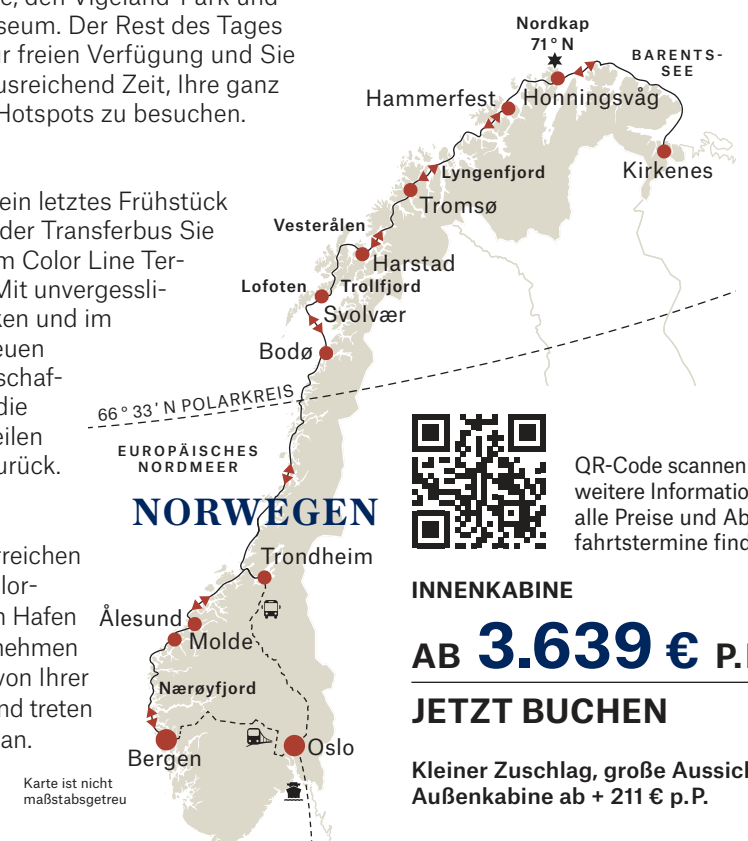 e, den Vigeland-Park und
seum. Der Rest des Tages
ur freien Verfügung und Sie
usreichend Zeit, Ihre ganz
Hotspots zu besuchen.
ein letztes Frühstück
der Transferbus Sie
m Color Line Ter-
Mit unvergessli-
ken und im
euen
schaf-
die
eilen
urück.
rreichen
lor-
n Hafen
nehmen
von Ihrer
nd treten
an.
Nordkap
71° N
BARENTS-
SEE
Hammerfest
Honningsvåg
Kirkenes
Lyngenfjord
Tromsø
Vesterålen
Harstad
Lofoten
Trollfjord
Svolvær
Bodø
66° 33' N POLARKREIS
EUROPÄISCHES
NORDMEER
NORWEGEN
Trondheim
Ålesund
Molde
Nærøyfjord
Bergen
Oslo
Karte ist nicht
maßstabsgetreu
QR-Code scannen
weitere Information
alle Preise und Ab
fahrtstermine find
INNENKABINE
AB 3.639 € P.
JETZT BUCHEN
Kleiner Zuschlag, große Aussich
Außenkabine ab + 211 € p.P.